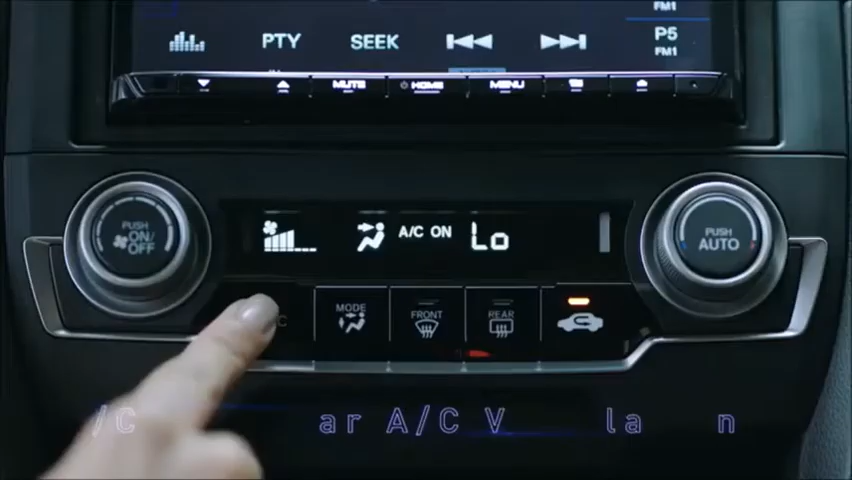 FM1
PTY SEEK P5
FM1
MUTE HOME MENU
PUSH
ON/
OFF
A/C ON Lo
PUSH
AUTO
MODE FRONT REAR
/C ar A/C V la n